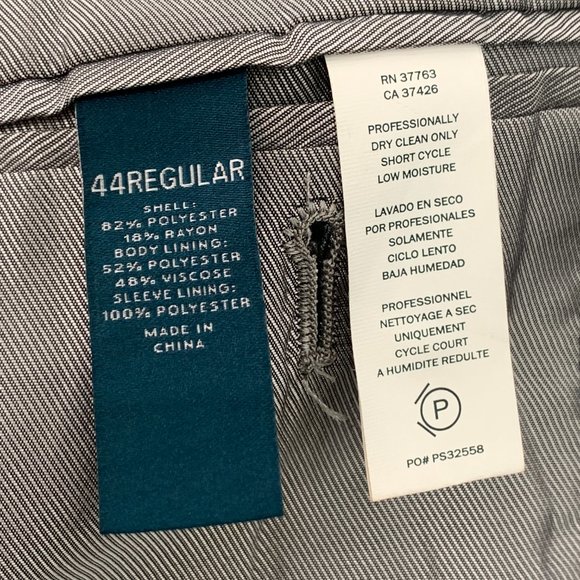 44REGULAR
SHELL:
82% POLYESTER
18% RAYON
BODY LINING:
52% POLYESTER
48% VISCOSE
SLEEVE LINING:
100% POLYESTER
MADE IN
CHINA
RN 37763
CA 37426
PROFESSIONALLY
DRY CLEAN ONLY
SHORT CYCLE
LOW MOISTURE
LAVADO EN SECO
POR PROFESIONALES
SOLAMENTE
CICLO LENTO
BAJA HUMEDAD
PROFESSIONNEL
NETTOYAGE A SEC
UNIQUEMENT
CYCLE COURT
A HUMIDITE REDULTE
P
PO# PS32558